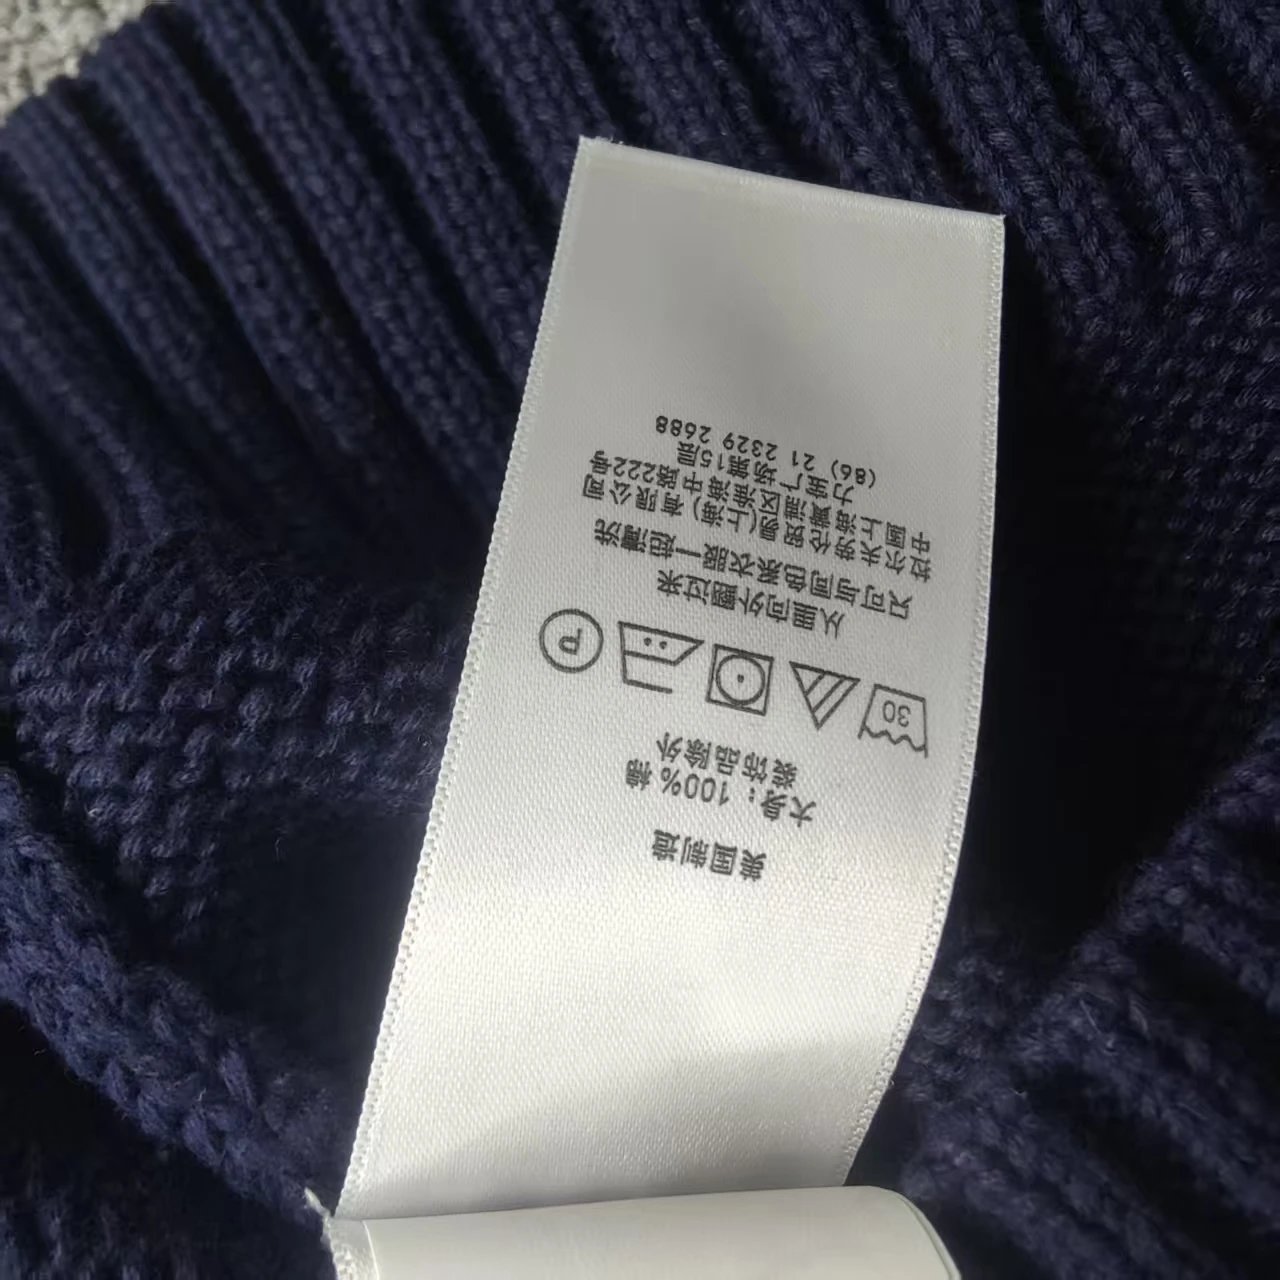 美国制造
大身：100% 棉
装饰品除外
30 P
从里向外翻过来
只可与同色系衣服一起清洗
拉尔夫劳伦贸易(上海)有限公司
中国上海黄浦区淮海中路222号
力宝广场第15层
(86) 21 2329 2688